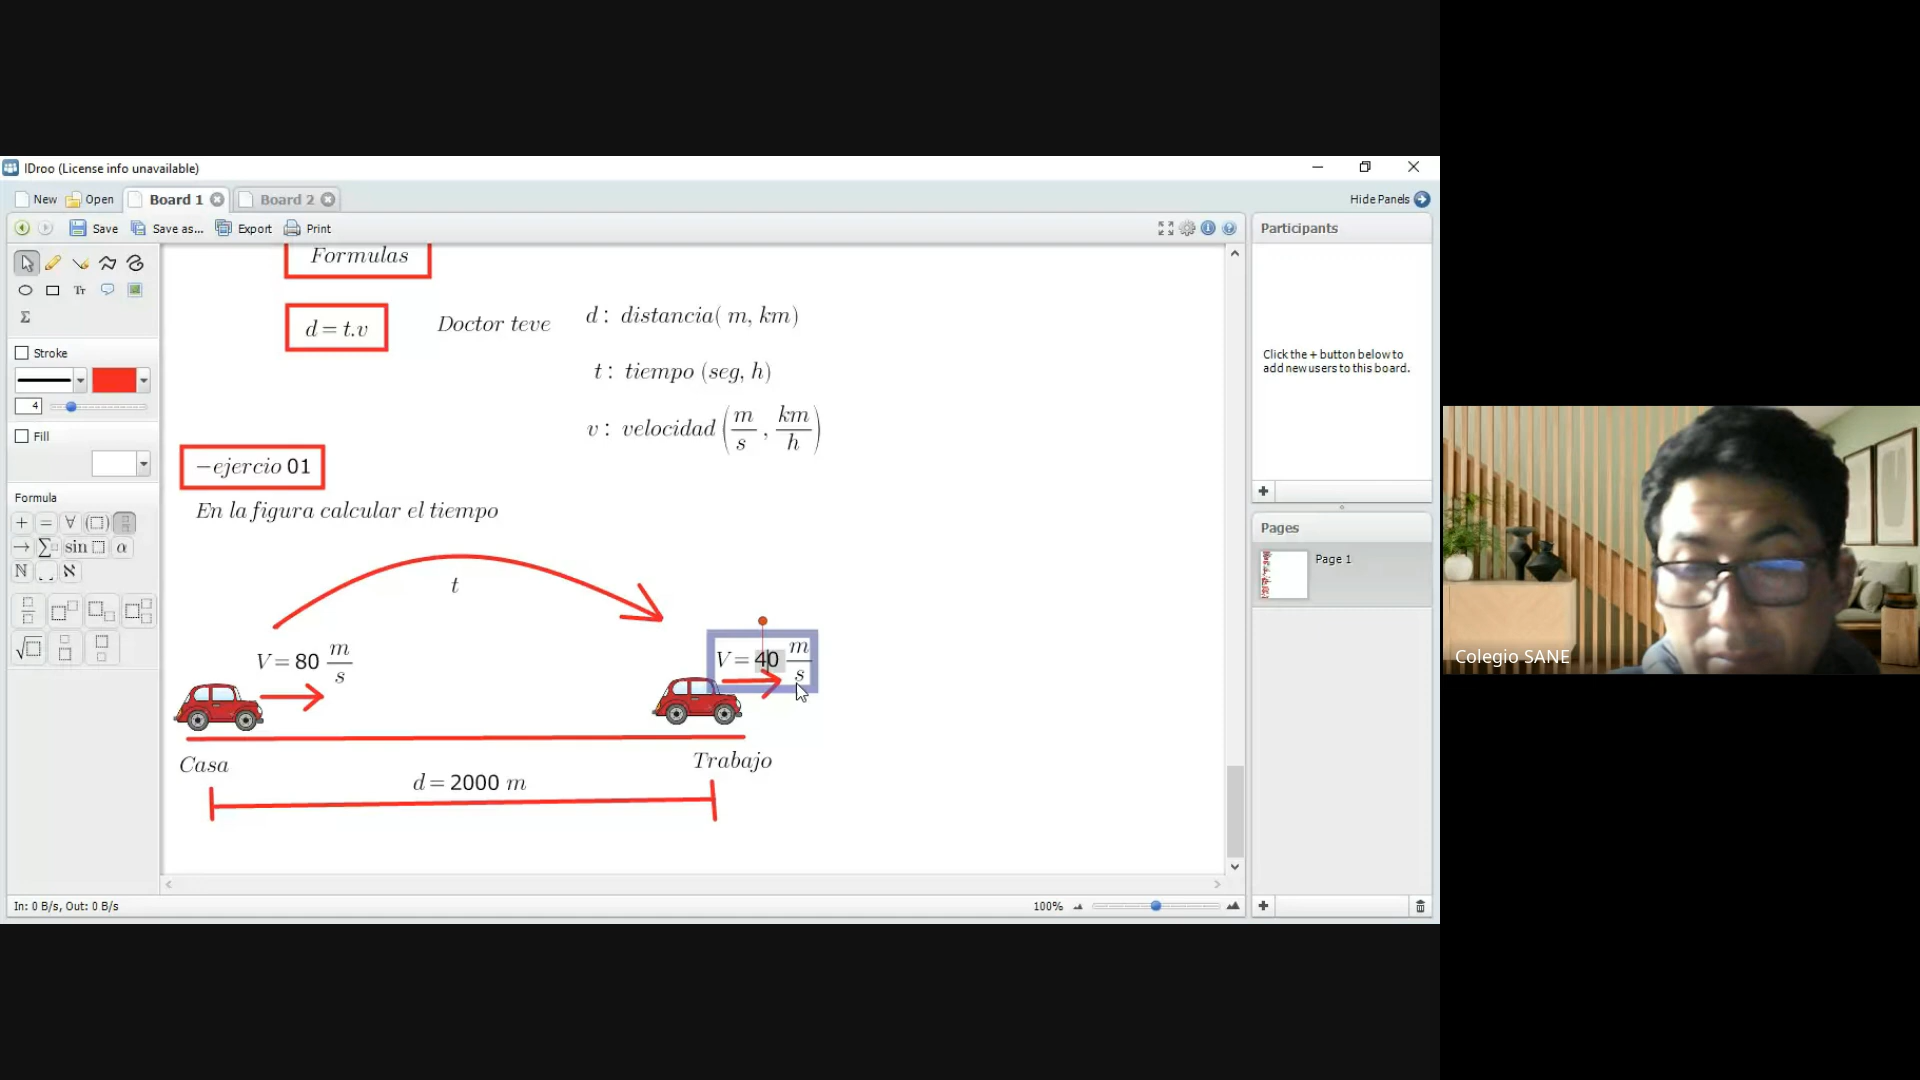 IDroo (License info unavailable)
New Open Board 1 Board 2 Hide Panels
Save Save as... Export Print
Participants
Formulas
d = t.v
Doctor teve
d : distancia( m, km)
t : tiempo (seg, h)
v : velocidad (m/s , km/h)
Click the + button below to
add new users to this board.
Stroke
4
Fill
Formula
sin
−ejercio 01
En la figura calcular el tiempo
t
V = 80 m/s
V = 40 m/s
Casa
Trabajo
d = 2000 m
Pages
Page 1
Colegio SANE
In: 0 B/s, Out: 0 B/s
100%